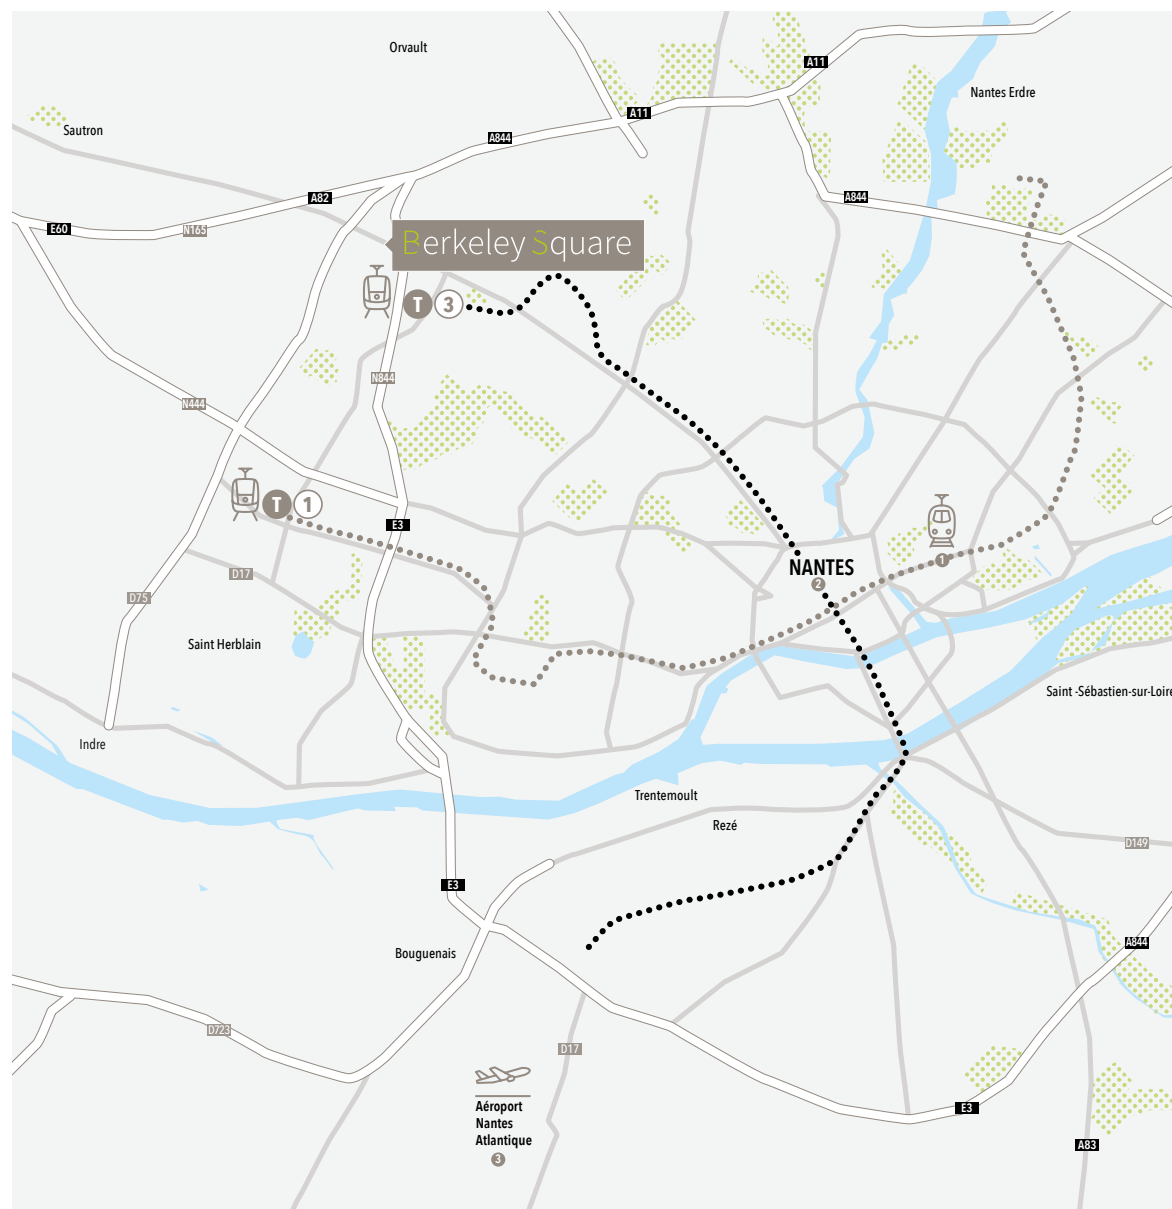 Orvault
A11
Nantes Erdre
A11
Sautron
A844
A82
A844
E60
N165
Berkeley Square
T 3
N844
N444
T 1
E3
NANTES
2
1
D17
D75
Saint Herblain
Saint -Sébastien-sur-Loire
Indre
Trentemoult
Rezé
D149
E3
A844
Bouguenais
D723
D17
Aéroport
Nantes
Atlantique
3
E3
A83